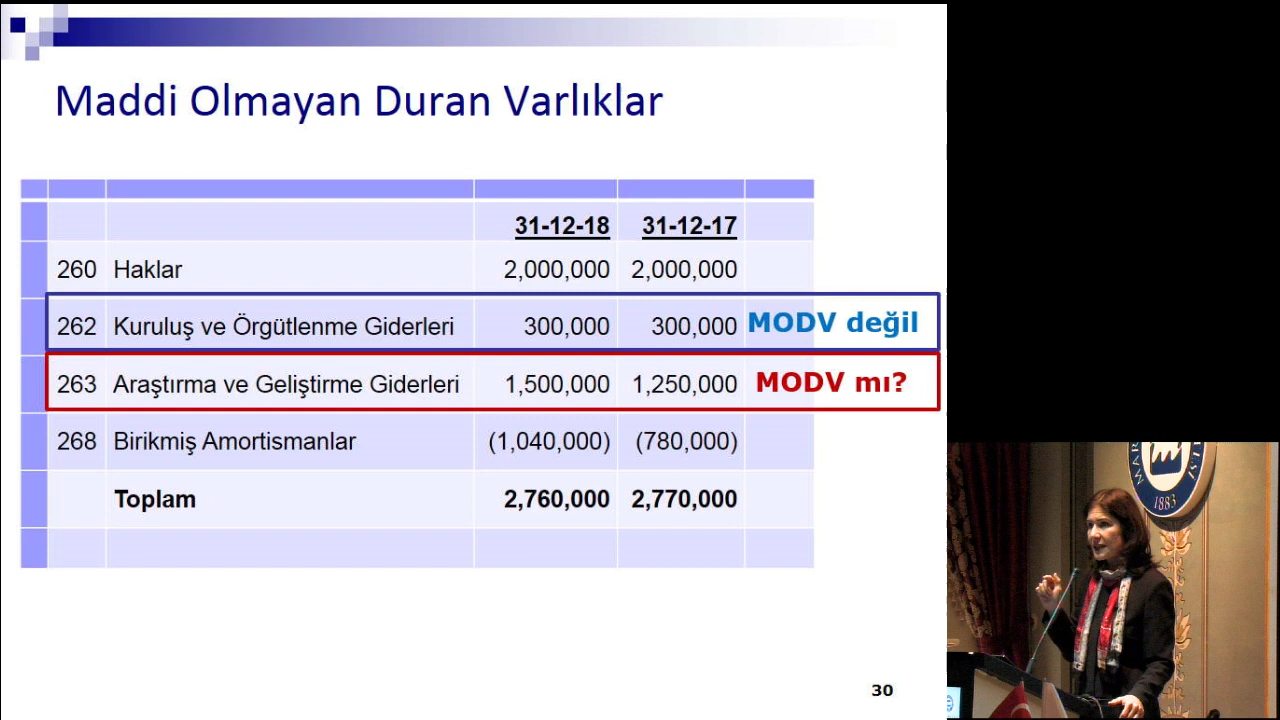 Maddi Olmayan Duran Varlıklar
31-12-18 31-12-17
260 Haklar 2,000,000 2,000,000
262 Kuruluş ve Örgütlenme Giderleri 300,000 300,000 MODV değil
263 Araştırma ve Geliştirme Giderleri 1,500,000 1,250,000 MODV mı?
268 Birikmiş Amortismanlar (1,040,000) (780,000)
Toplam 2,760,000 2,770,000
30
MAR
1883